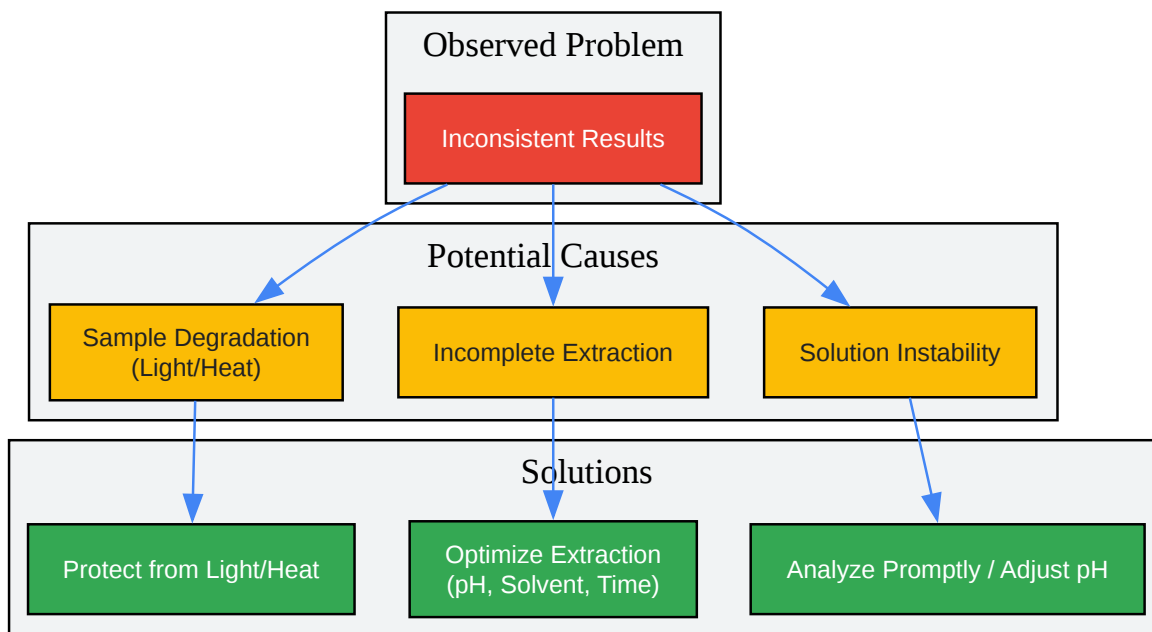 Observed Problem
Inconsistent Results
Potential Causes
Sample Degradation
(Light/Heat)
Incomplete Extraction
Solution Instability
Solutions
Protect from Light/Heat
Optimize Extraction
(pH, Solvent, Time)
Analyze Promptly / Adjust pH